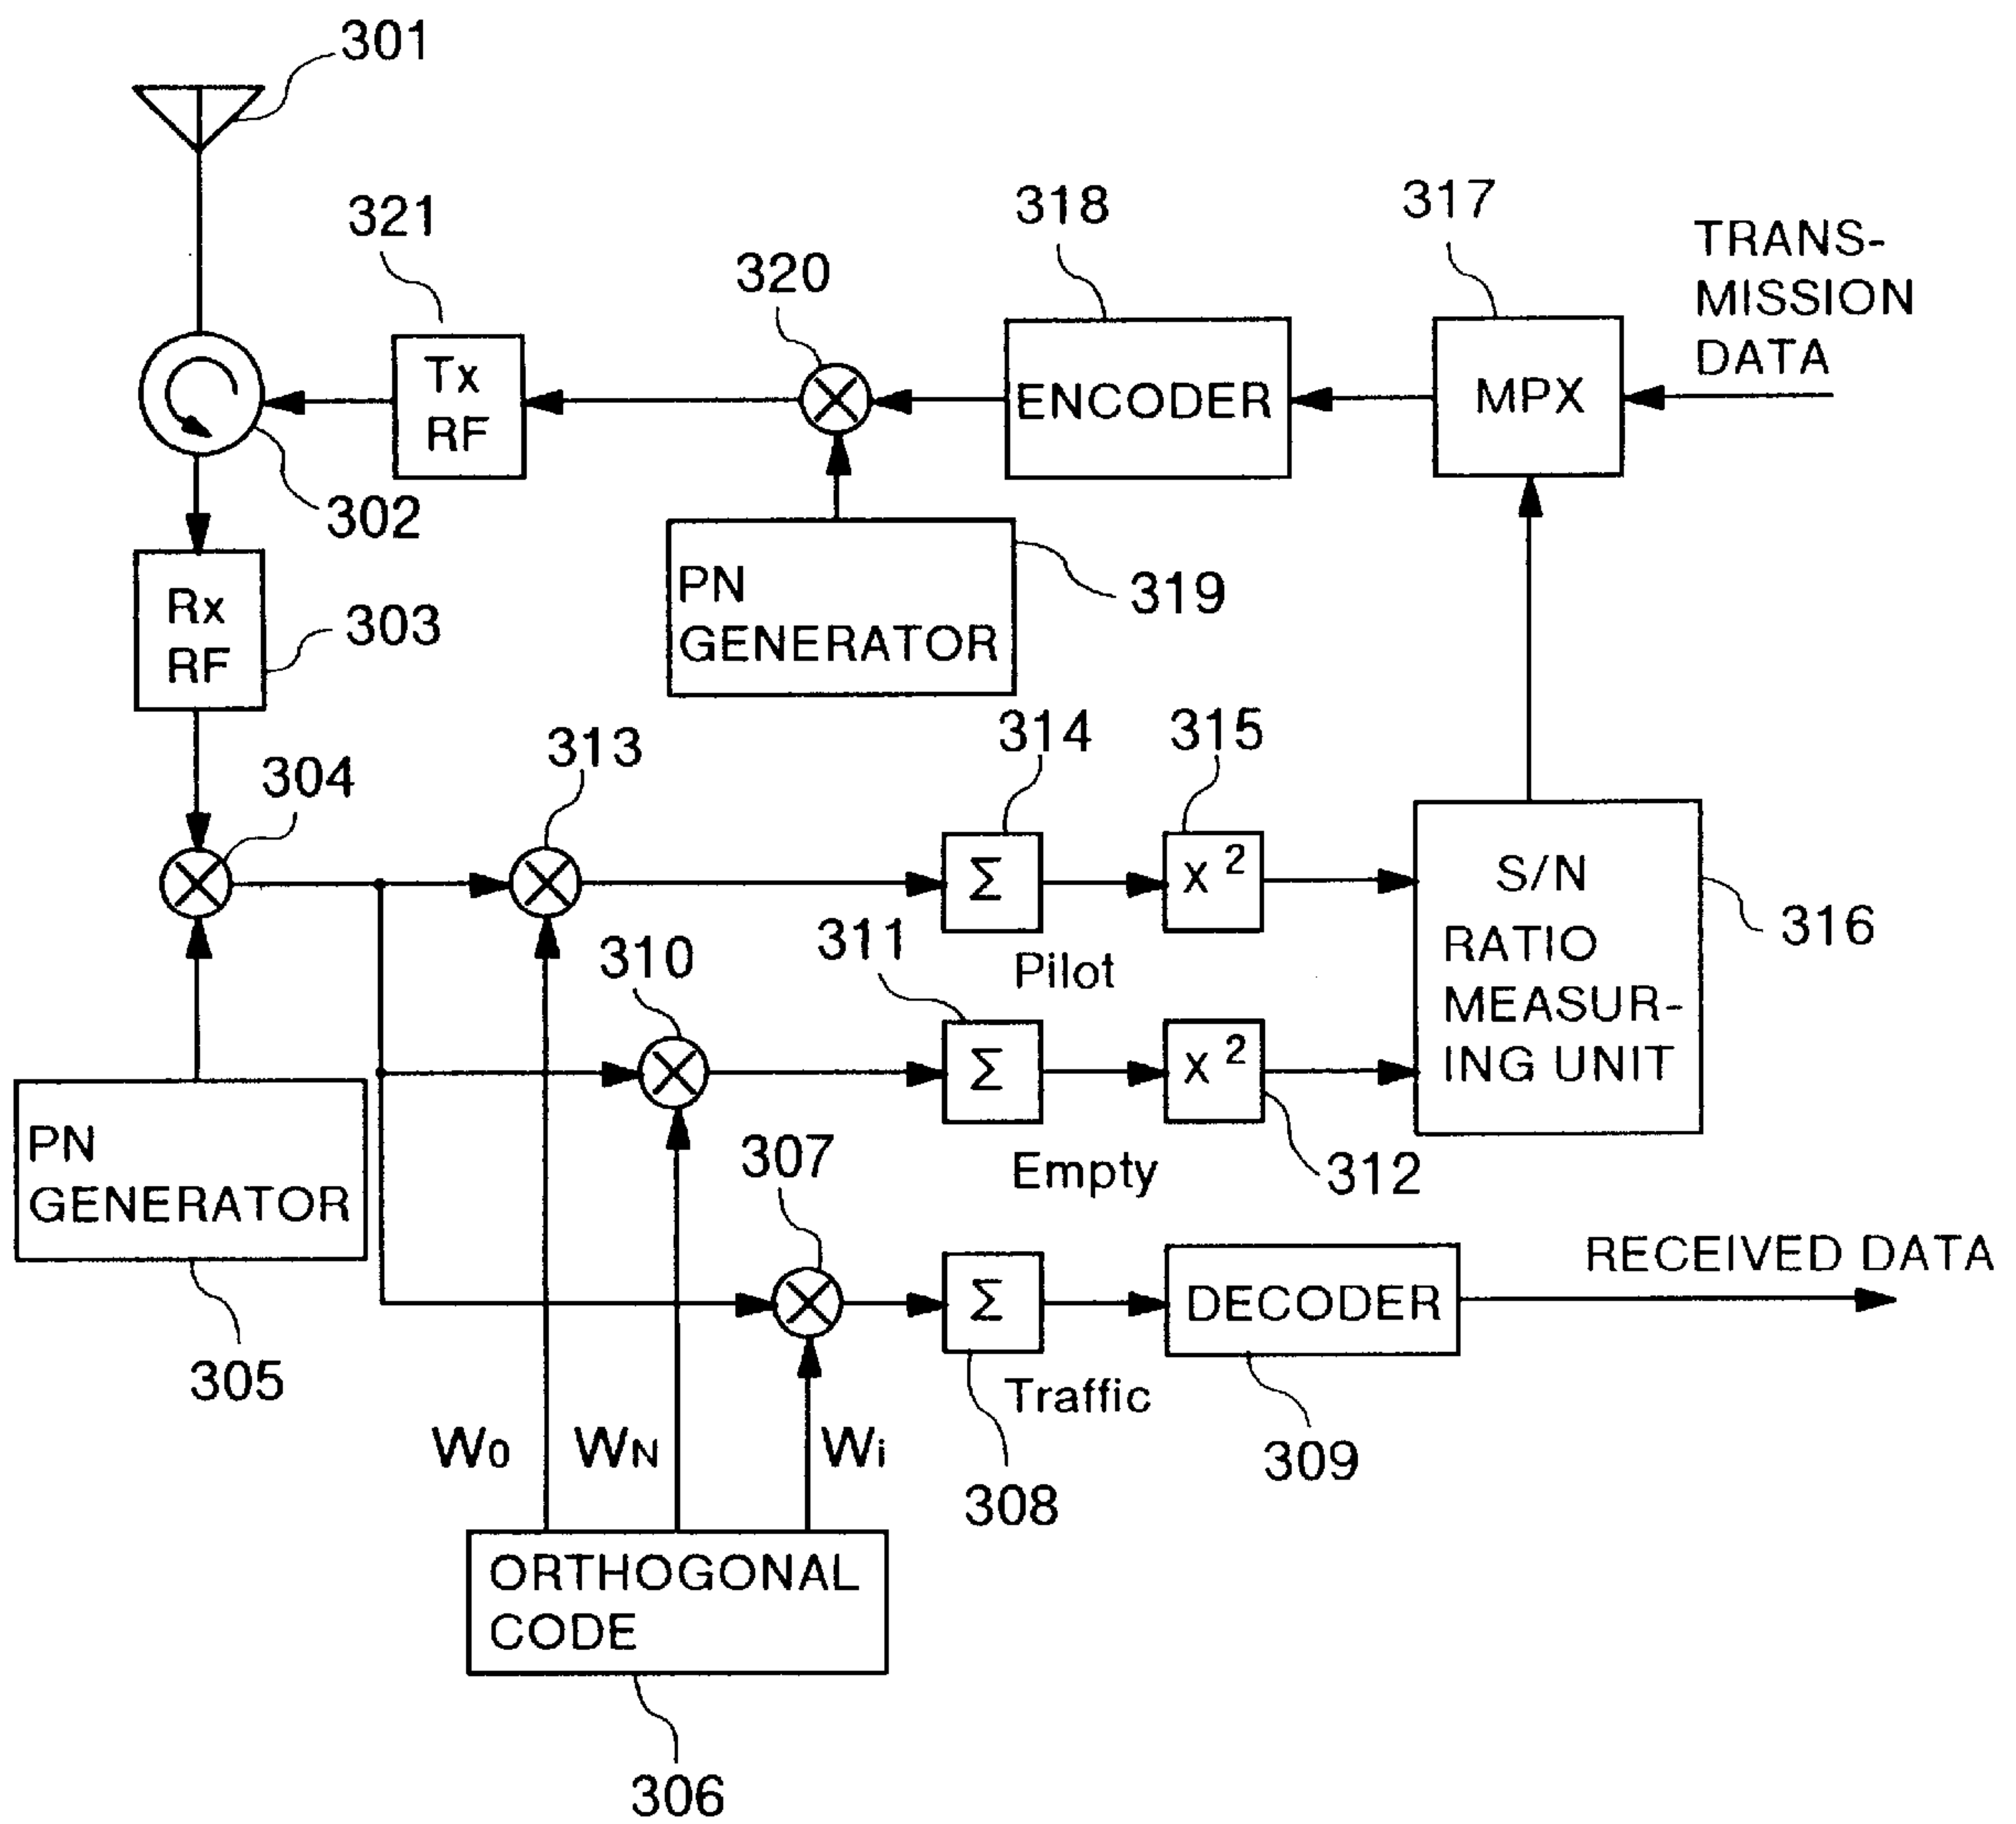 301
321
318
317
TRANS-
MISSION
DATA
320
Tx
RF
ENCODER
MPX
302
PN
GENERATOR
319
Rx
RF
303
304
313
314
315
Σ
X 2
S/N
RATIO
MEASUR-
ING UNIT
316
Pilot
310
311
Σ
X 2
Empty
312
PN
GENERATOR
305
307
Σ
DECODER
RECEIVED DATA
Traffic
308
309
W0
WN
Wi
ORTHOGONAL
CODE
306